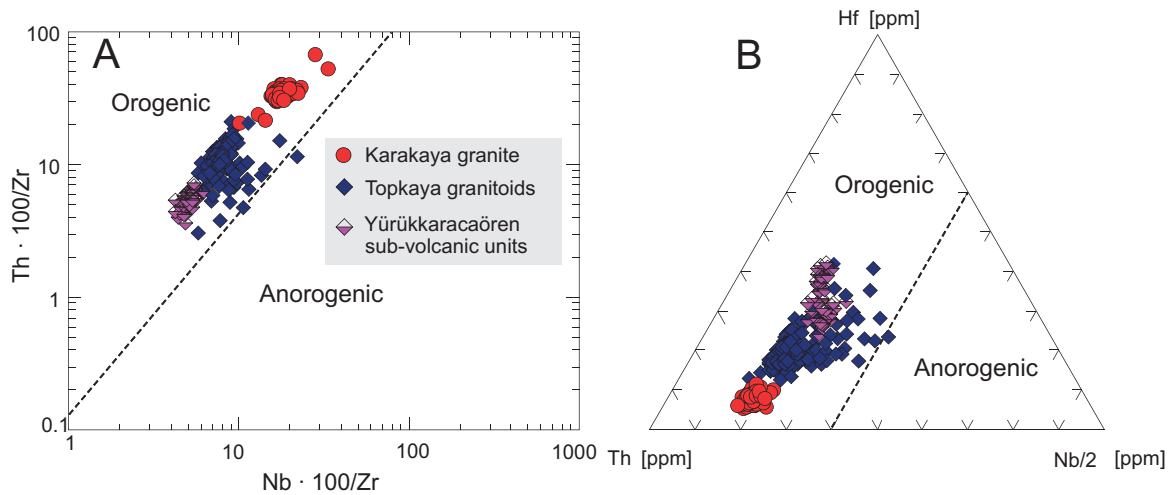 A
100
10
1
0.1
Th · 100/Zr
Orogenic
Anorogenic
Karakaya granite
Topkaya granitoids
Yürükkaracaören
sub-volcanic units
1
10
100
1000
Nb · 100/Zr
B
Hf [ppm]
Orogenic
Anorogenic
Th [ppm]
Nb/2 [ppm]